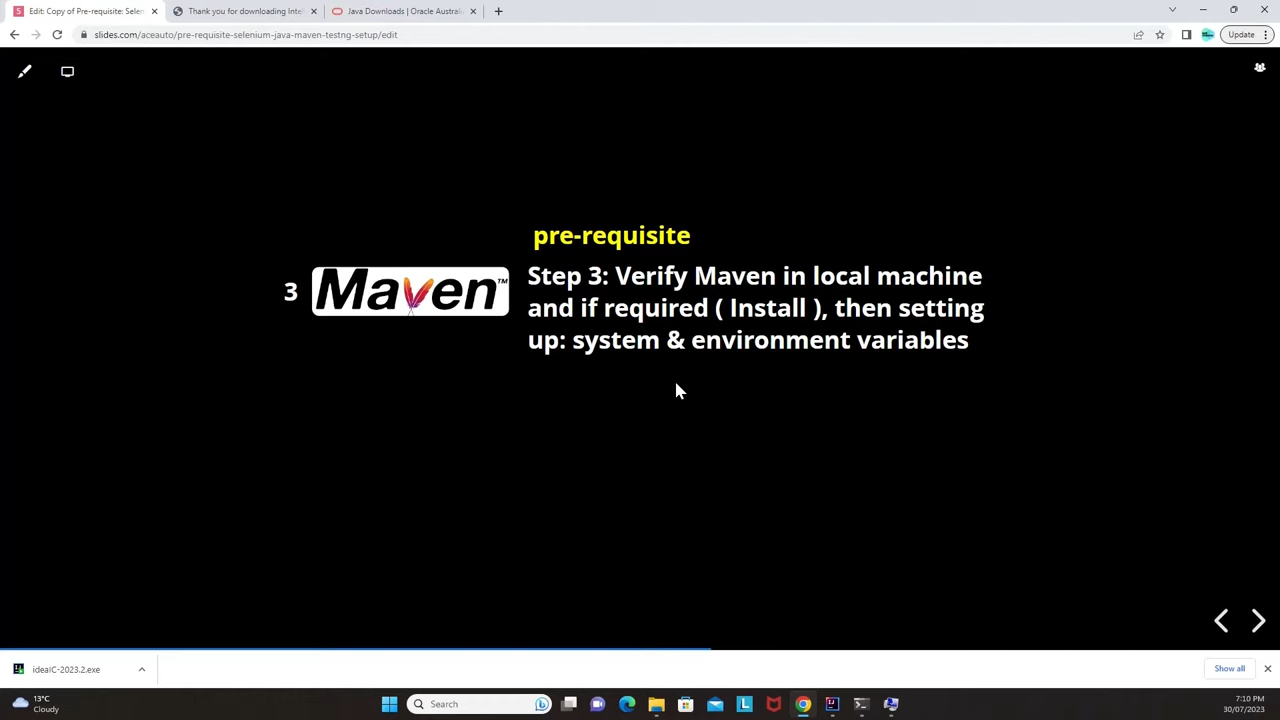 Edit: Copy of Pre-requisite: Selen
Thank you for downloading Intel
Java Downloads | Oracle Australia
slides.com/aceauto/pre-requisite-selenium-java-maven-testng-setup/edit
Update
pre-requisite
3
Maven™
Step 3: Verify Maven in local machine
and if required ( Install ), then setting
up: system & environment variables
ideaIC-2023.2.exe
Show all
13°C
Cloudy
Search
7:10 PM
30/07/2023